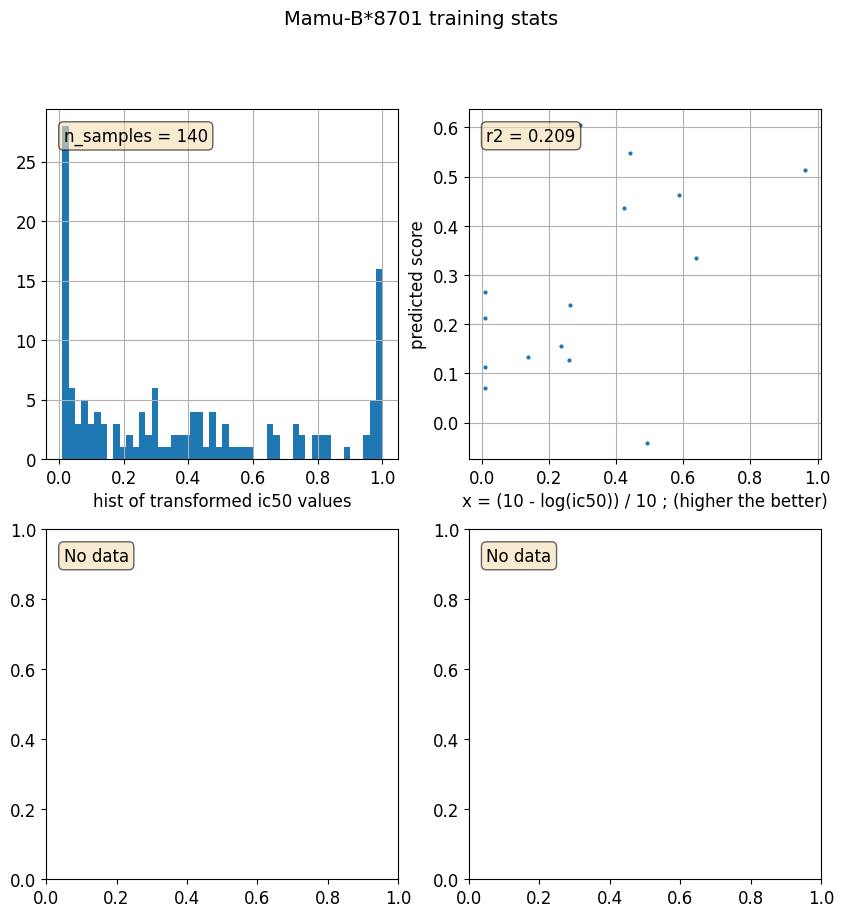 Mamu-B*8701 training stats
n_samples = 140
25
20
15
10
5
0
0.0 0.2 0.4 0.6 0.8 1.0
hist of transformed ic50 values
r2 = 0.209
predicted score
0.6
0.5
0.4
0.3
0.2
0.1
0.0
0.0 0.2 0.4 0.6 0.8 1.0
x = (10 - log(ic50)) / 10 ; (higher the better)
No data
1.0
0.8
0.6
0.4
0.2
0.0
0.0 0.2 0.4 0.6 0.8 1.0
No data
1.0
0.8
0.6
0.4
0.2
0.0
0.0 0.2 0.4 0.6 0.8 1.0